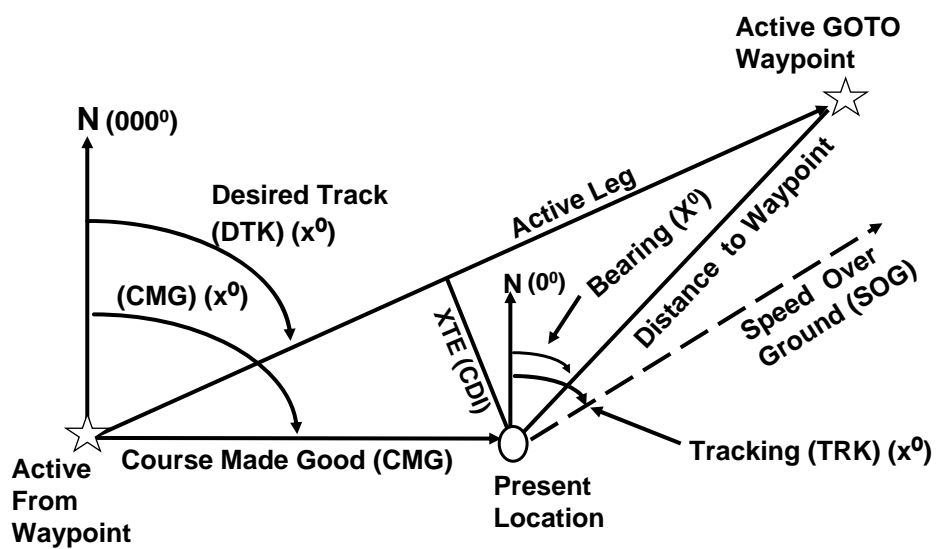 Active GOTO
Waypoint
N (000⁰)
Desired Track
(DTK) (x⁰)
Active Leg
Bearing (X⁰)
Distance to Waypoint
(CMG) (x⁰)
N (0⁰)
Speed Over
Ground (SOG)
XTE (CDI)
Tracking (TRK) (x⁰)
Course Made Good (CMG)
Active
From
Waypoint
Present
Location